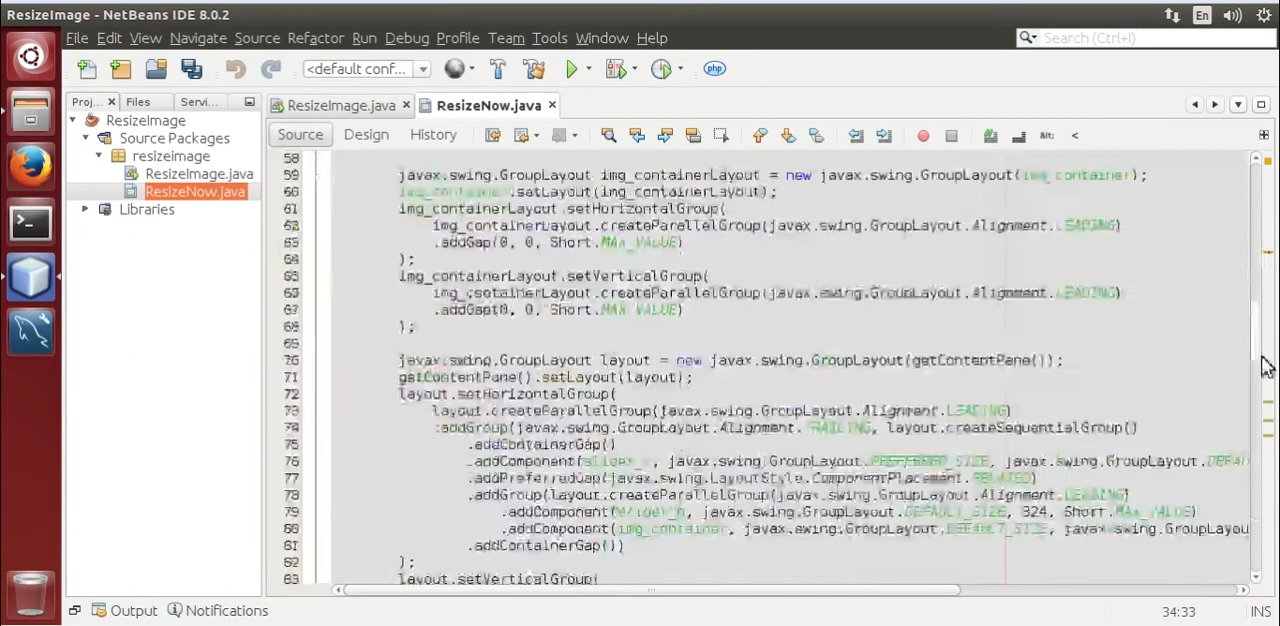 ResizeImage - NetBeans IDE 8.0.2
En
File Edit View Navigate Source Refactor Run Debug Profile Team Tools Window Help
Search (Ctrl+I)
<default conf...
php
Proj... Files Servi...
ResizeImage.java ResizeNow.java
ResizeImage
Source Packages
resizeimage
ResizeImage.java
ResizeNow.java
Libraries
Source Design History
58
59 javax.swing.GroupLayout img_containerLayout = new javax.swing.GroupLayout(img_container);
60 img_container.setLayout(img_containerLayout);
61 img_containerLayout.setHorizontalGroup(
62 img_containerLayout.createParallelGroup(javax.swing.GroupLayout.Alignment.LEADING)
63 .addGap(0, 0, Short.MAX_VALUE)
64 );
65 img_containerLayout.setVerticalGroup(
img_containerLayout.createParallelGroup(javax.swing.GroupLayout.Alignment.LEADING)
67 .addGap(0, 0, Short.MAX_VALUE)
68 );
69
70 javax.swing.GroupLayout layout = new javax.swing.GroupLayout(getContentPane());
71 getContentPane().setLayout(layout);
72 layout.setHorizontalGroup(
73 layout.createParallelGroup(javax.swing.GroupLayout.Alignment.LEADING)
74 .addGroup(javax.swing.GroupLayout.Alignment.TRAILING, layout.createSequentialGroup()
75 .addContainerGap()
76 .addComponent( javax.swing.GroupLayout.PREFERRED_SIZE, javax.swing.GroupLayout.DEFAU
77 .addPreferredGap(javax.swing.LayoutStyle.ComponentPlacement.RELATED)
78 .addGroup(layout.createParallelGroup(javax.swing.GroupLayout.Alignment.LEADING)
79 .addComponent( javax.swing.GroupLayout.DEFAULT_SIZE, 324, Short.MAX_VALUE)
80 .addComponent(img_container, javax.swing.GroupLayout.DEFAULT_SIZE, javax.swing.GroupLayou
81 .addContainerGap())
82 );
83 layout.setVerticalGroup(
Output Notifications
34:33 INS